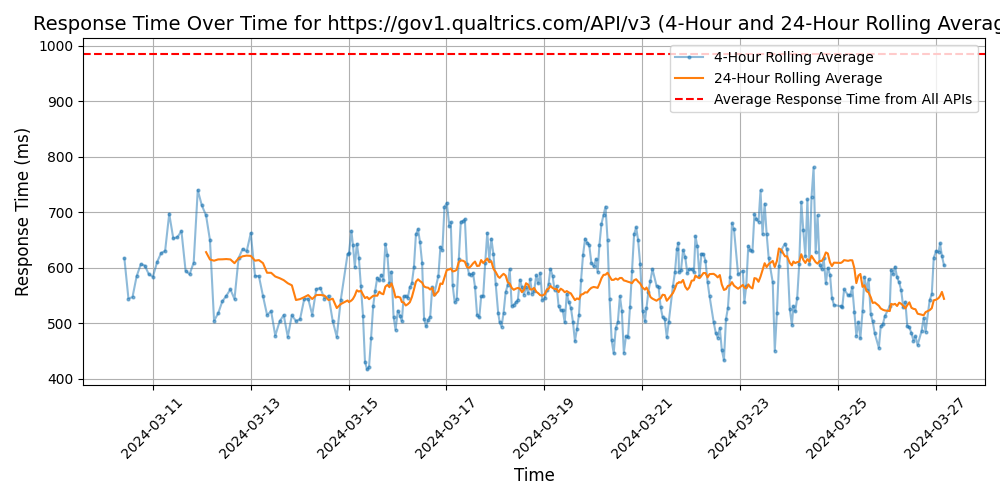 Response Time Over Time for https://gov1.qualtrics.com/API/v3 (4-Hour and 24-Hour Rolling Averag
1000
900
800
700
600
500
400
Response Time (ms)
4-Hour Rolling Average
24-Hour Rolling Average
Average Response Time from All APIs
2024-03-11
2024-03-13
2024-03-15
2024-03-17
2024-03-19
2024-03-21
2024-03-23
2024-03-25
2024-03-27
Time